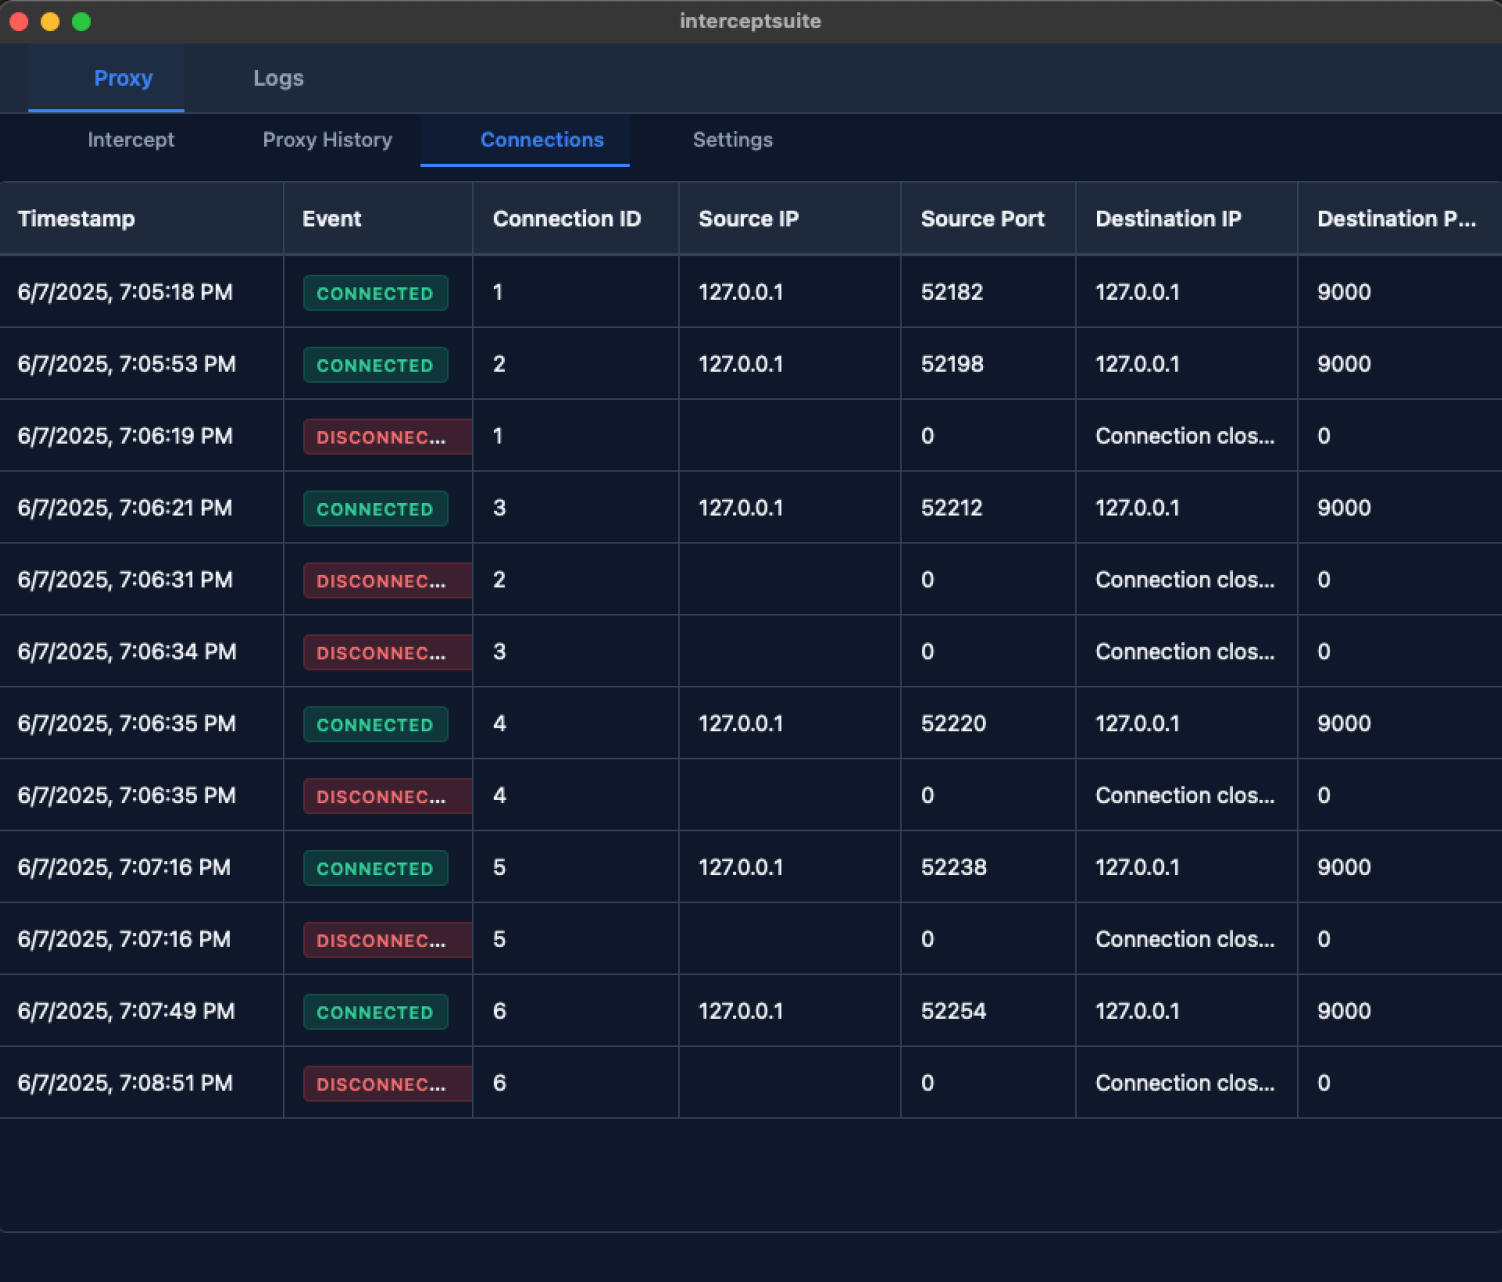 interceptsuite
Proxy Logs
Intercept Proxy History Connections Settings
Timestamp Event Connection ID Source IP Source Port Destination IP Destination P...
6/7/2025, 7:05:18 PM CONNECTED 1 127.0.0.1 52182 127.0.0.1 9000
6/7/2025, 7:05:53 PM CONNECTED 2 127.0.0.1 52198 127.0.0.1 9000
6/7/2025, 7:06:19 PM DISCONNEC... 1 0 Connection clos... 0
6/7/2025, 7:06:21 PM CONNECTED 3 127.0.0.1 52212 127.0.0.1 9000
6/7/2025, 7:06:31 PM DISCONNEC... 2 0 Connection clos... 0
6/7/2025, 7:06:34 PM DISCONNEC... 3 0 Connection clos... 0
6/7/2025, 7:06:35 PM CONNECTED 4 127.0.0.1 52220 127.0.0.1 9000
6/7/2025, 7:06:35 PM DISCONNEC... 4 0 Connection clos... 0
6/7/2025, 7:07:16 PM CONNECTED 5 127.0.0.1 52238 127.0.0.1 9000
6/7/2025, 7:07:16 PM DISCONNEC... 5 0 Connection clos... 0
6/7/2025, 7:07:49 PM CONNECTED 6 127.0.0.1 52254 127.0.0.1 9000
6/7/2025, 7:08:51 PM DISCONNEC... 6 0 Connection clos... 0